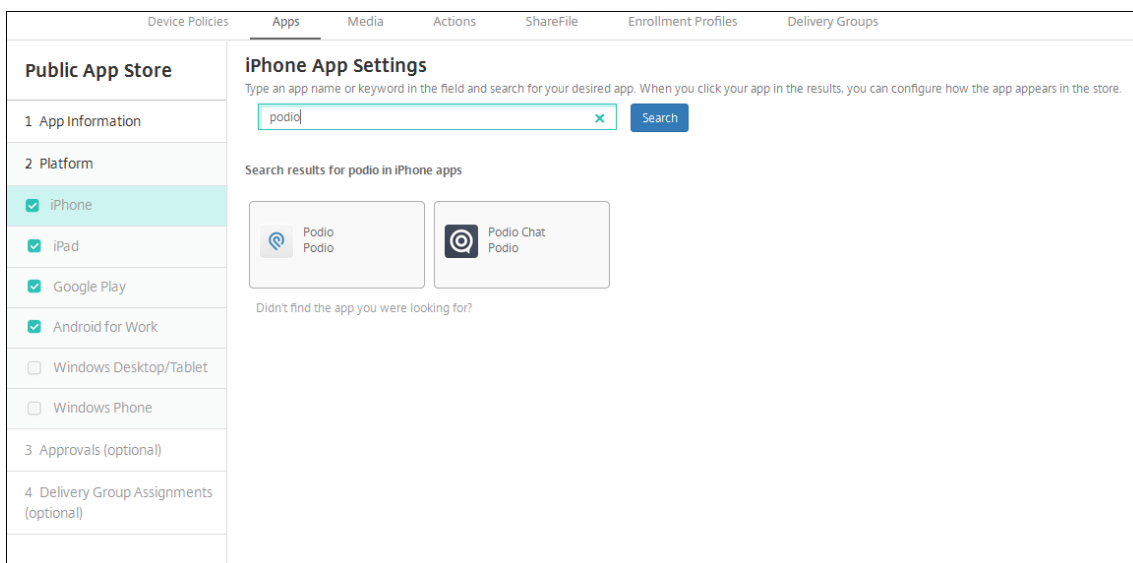 Device Policies Apps Media Actions ShareFile Enrollment Profiles Delivery Groups
Public App Store
1 App Information
2 Platform
iPhone
iPad
Google Play
Android for Work
Windows Desktop/Tablet
Windows Phone
3 Approvals (optional)
4 Delivery Group Assignments
(optional)
iPhone App Settings
Type an app name or keyword in the field and search for your desired app. When you click your app in the results, you can configure how the app appears in the store.
podio Search
Search results for podio in iPhone apps
Podio
Podio
Podio Chat
Podio
Didn't find the app you were looking for?